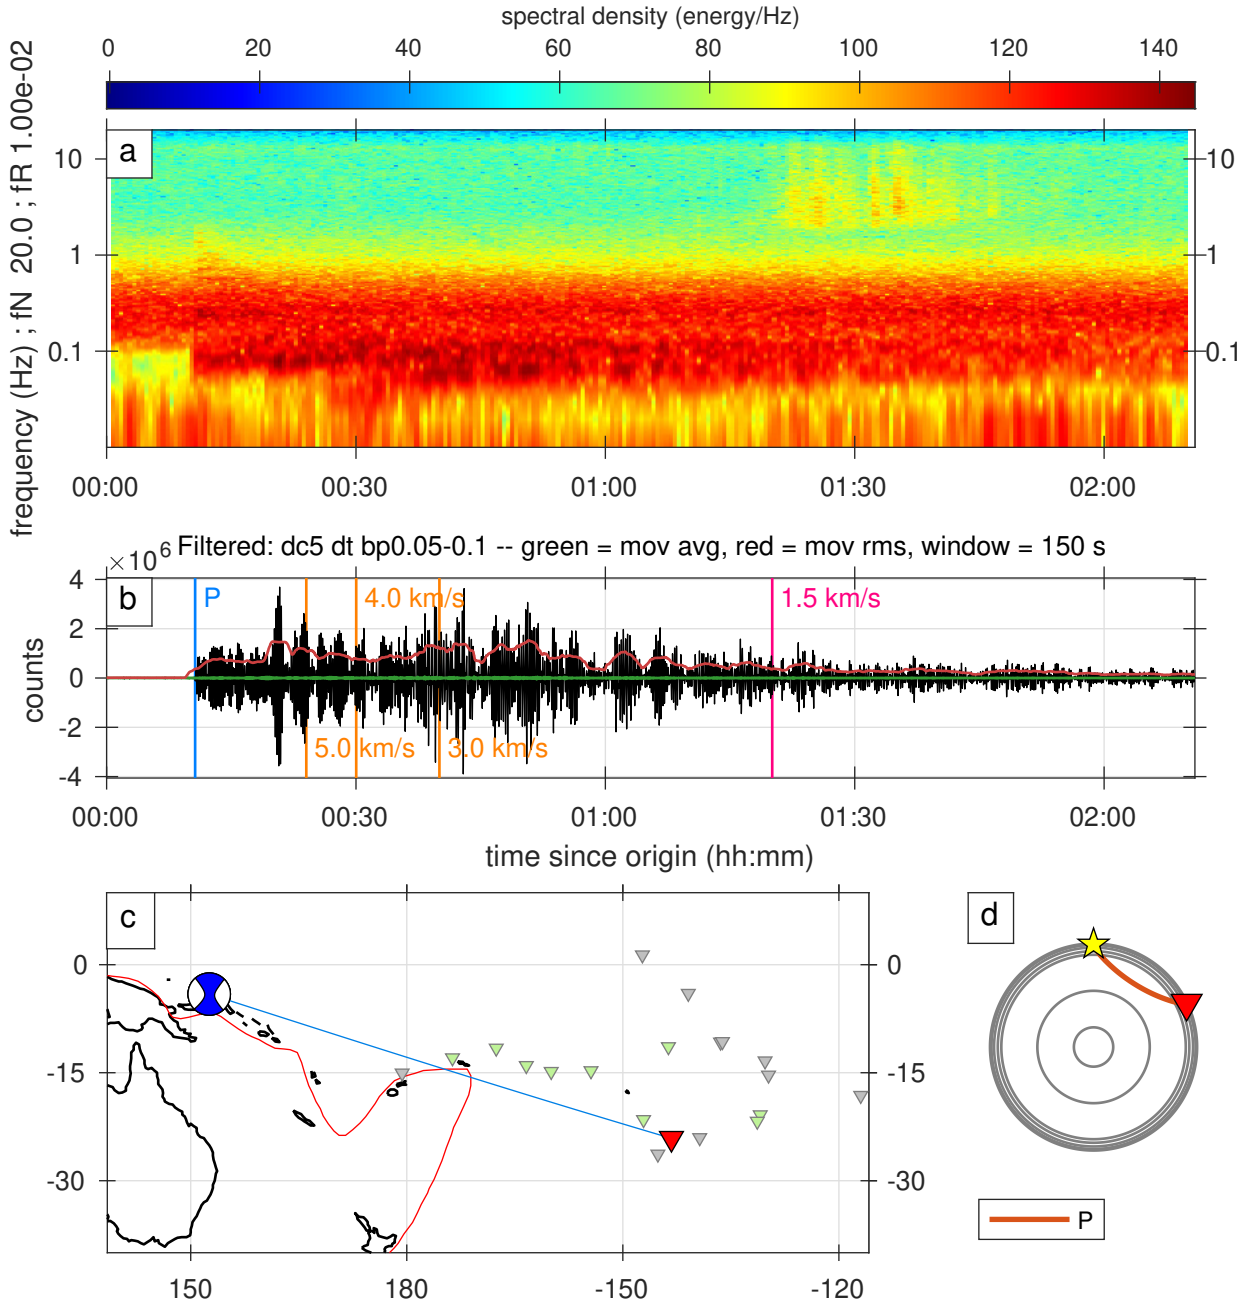 spectral density (energy/Hz)
0 20 40 60 80 100 120 140
frequency (Hz) ; fN 20.0 ; fR 1.00e-02
a
10 10
1 1
0.1 0.1
00:00 00:30 01:00 01:30 02:00
×10^6 Filtered: dc5 dt bp0.05-0.1 -- green = mov avg, red = mov rms, window = 150 s
b
P 4.0 km/s 1.5 km/s
5.0 km/s 3.0 km/s
counts
4
2
0
-2
-4
00:00 00:30 01:00 01:30 02:00
time since origin (hh:mm)
c
0 0
-15 -15
-30 -30
150 180 -150 -120
d
P